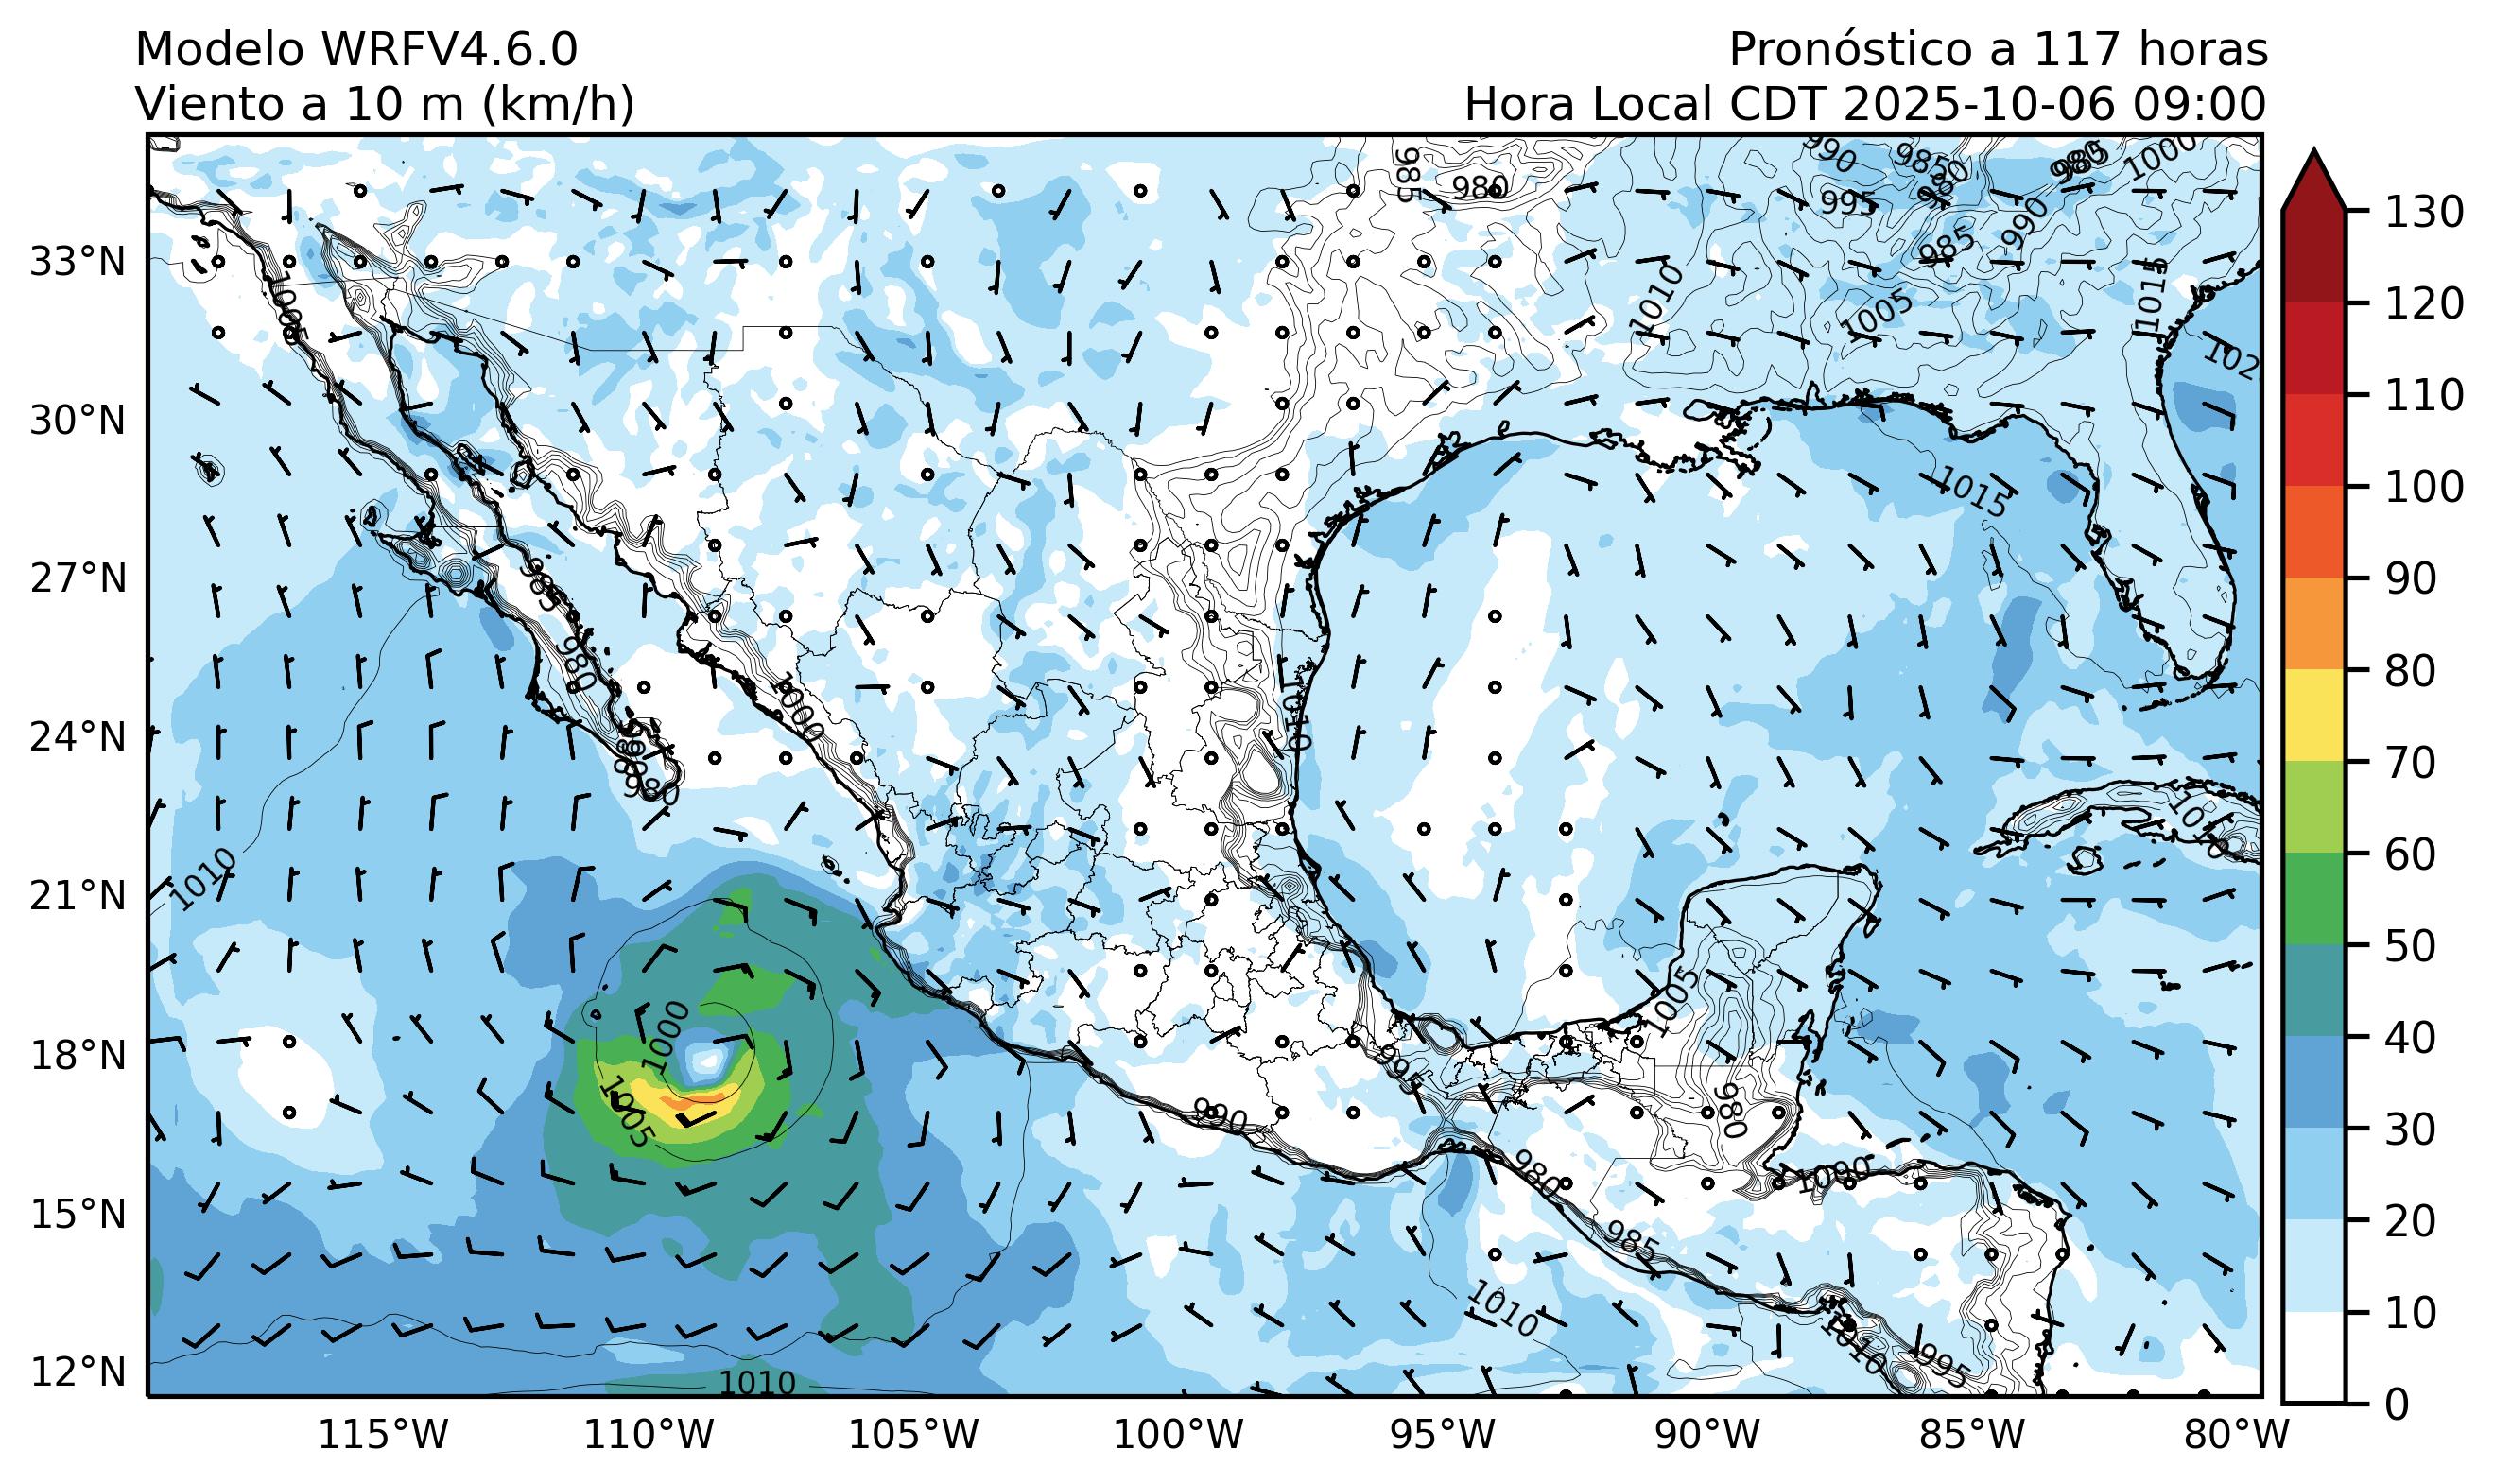 Modelo WRFV4.6.0
Viento a 10 m (km/h)
Pronóstico a 117 horas
Hora Local CDT 2025-10-06 09:00
33°N
30°N
27°N
24°N
21°N
18°N
15°N
12°N
115°W
110°W
105°W
100°W
95°W
90°W
85°W
80°W
130
120
110
100
90
80
70
60
50
40
30
20
10
0
985
980
990
985
980
985
1000
995
990
985
1010
1015
1005
102
1005
1015
985
980
1000
1010
980
1010
1010
1000
1005
1005
995
990
980
1000
980
985
1010
1010
995
1010